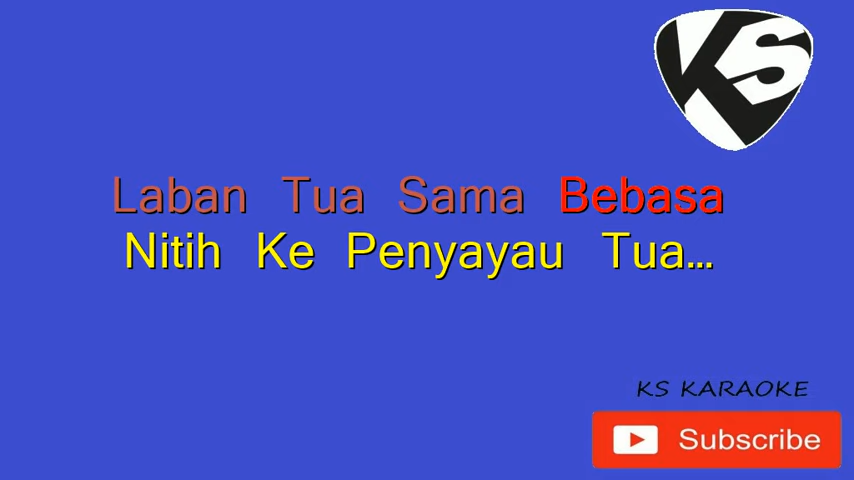 KS
Laban Tua Sama Bebasa
Nitih Ke Penyayau Tua...
KS KARAOKE
Subscribe